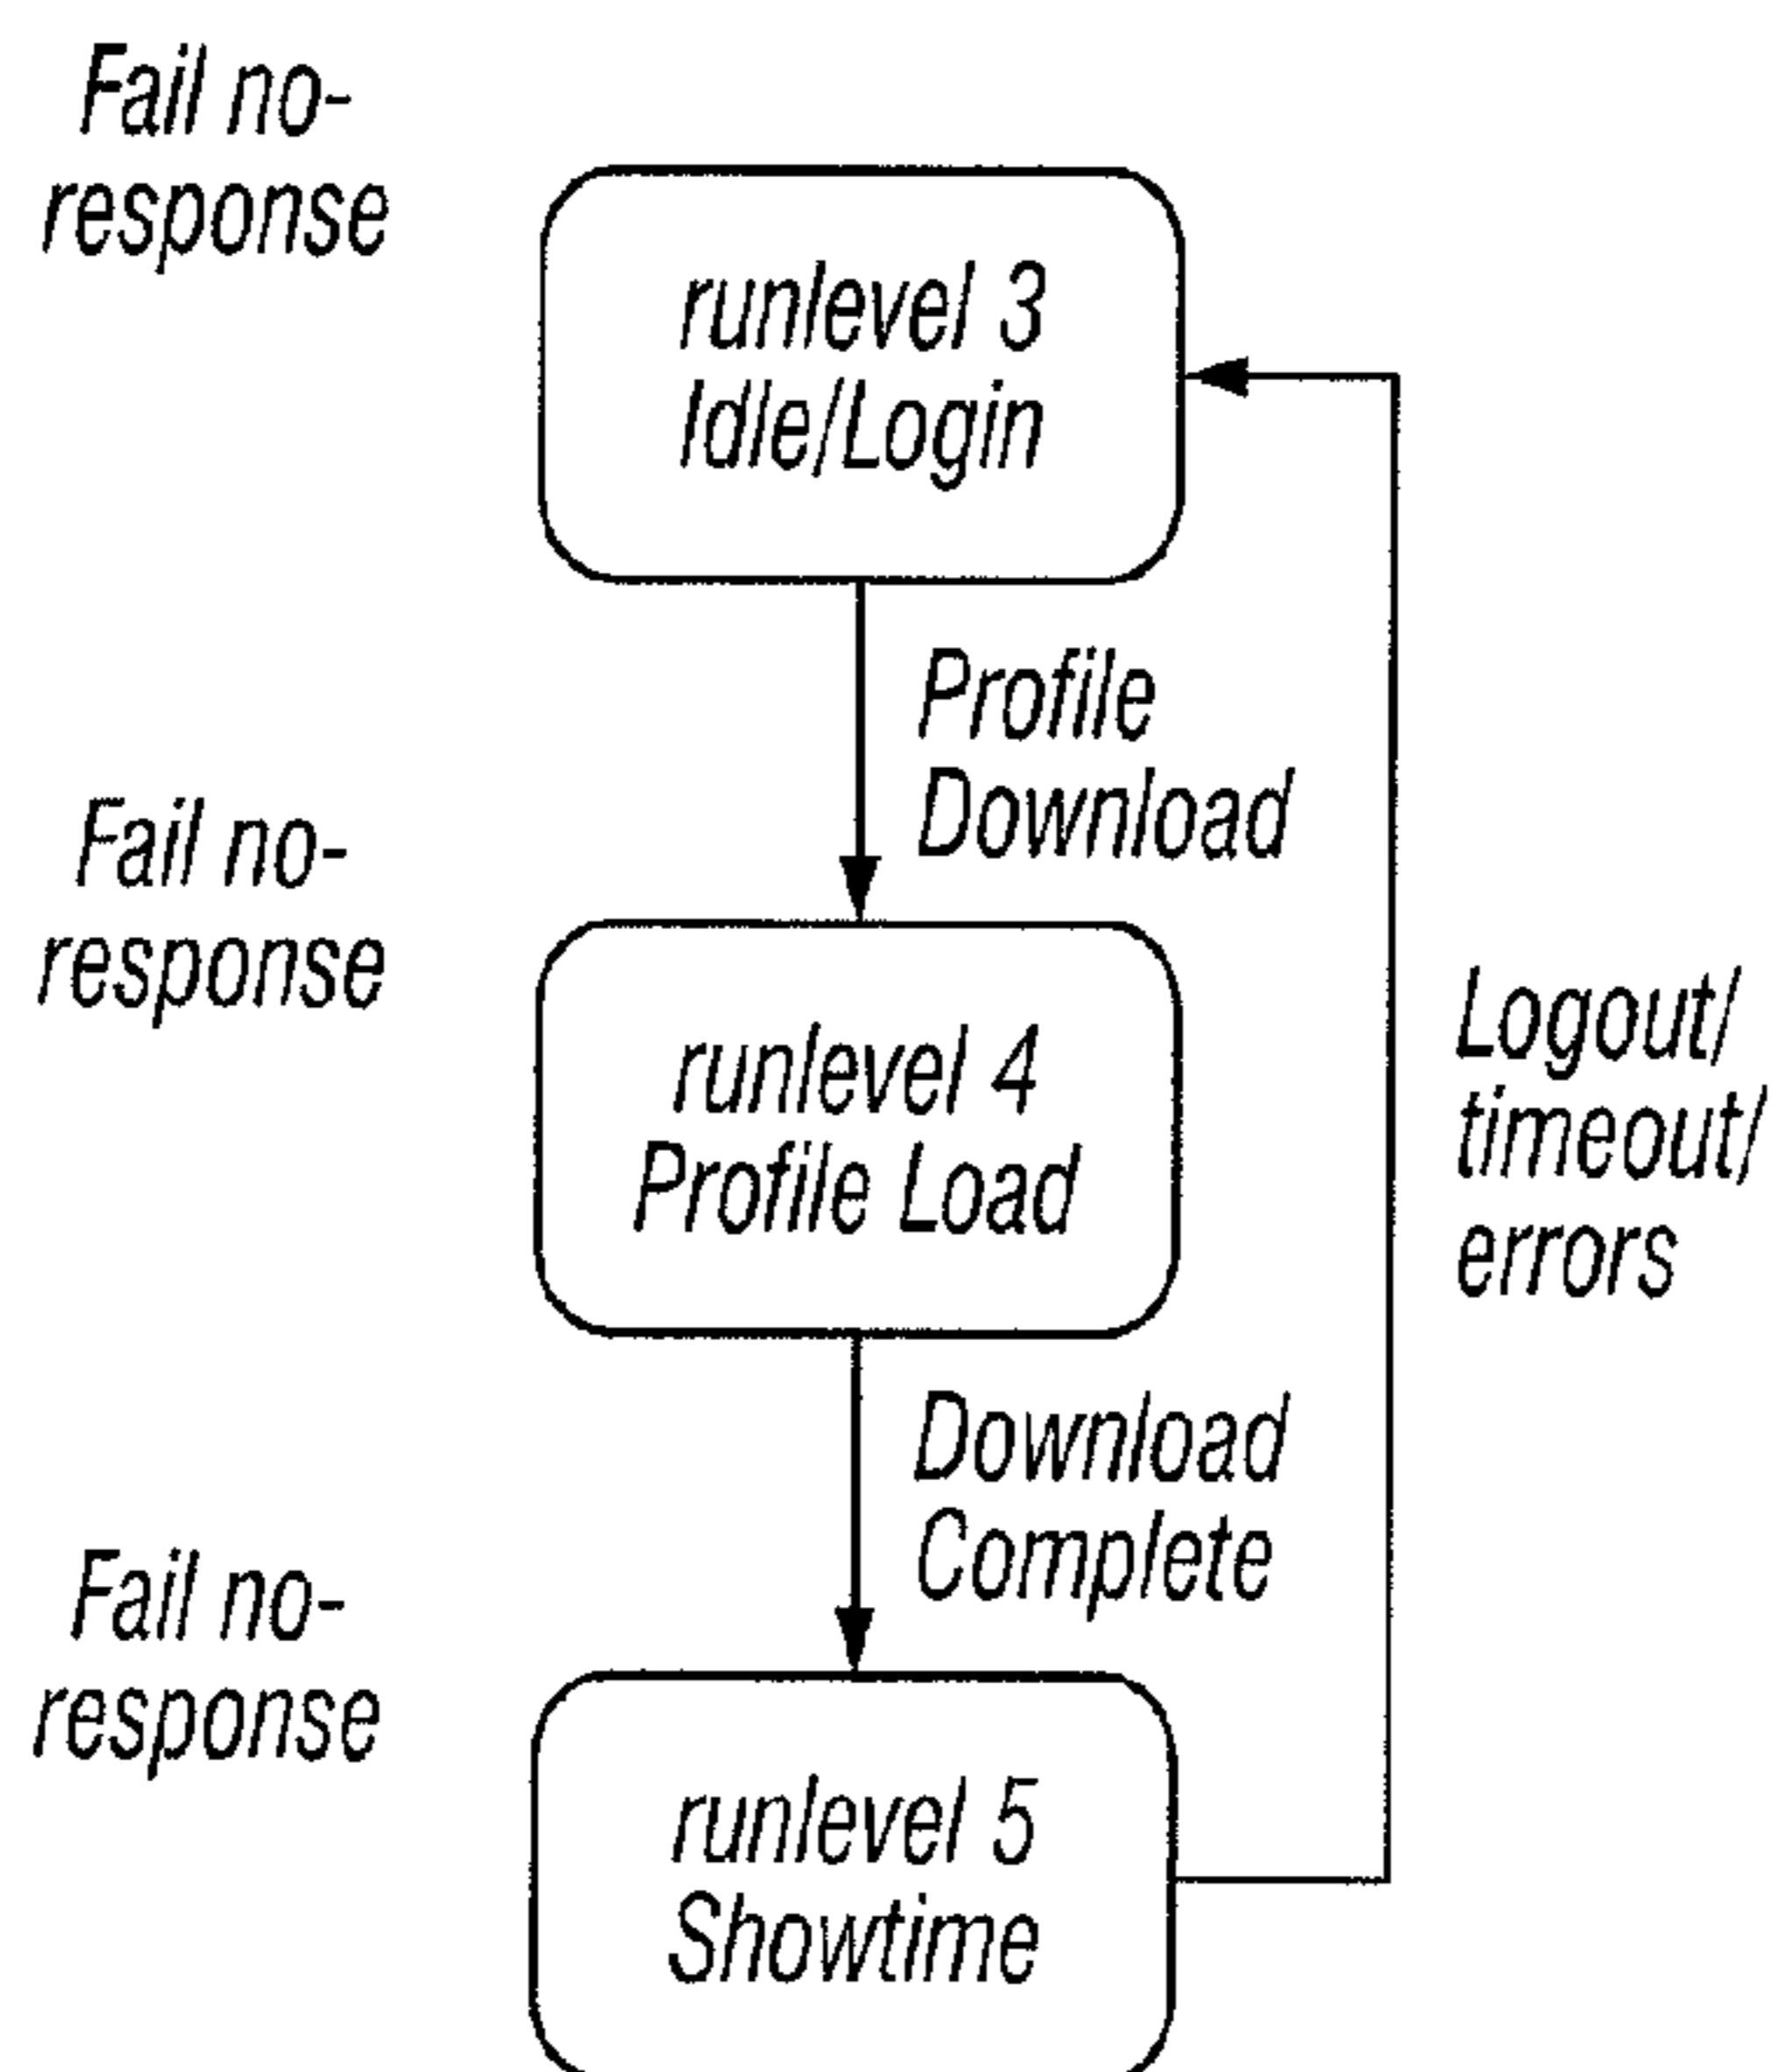 Fail no-
response
runlevel 3
Idle/Login
Profile
Download
Fail no-
response
runlevel 4
Profile Load
Logout/
timeout/
errors
Download
Complete
Fail no-
response
runlevel 5
Showtime